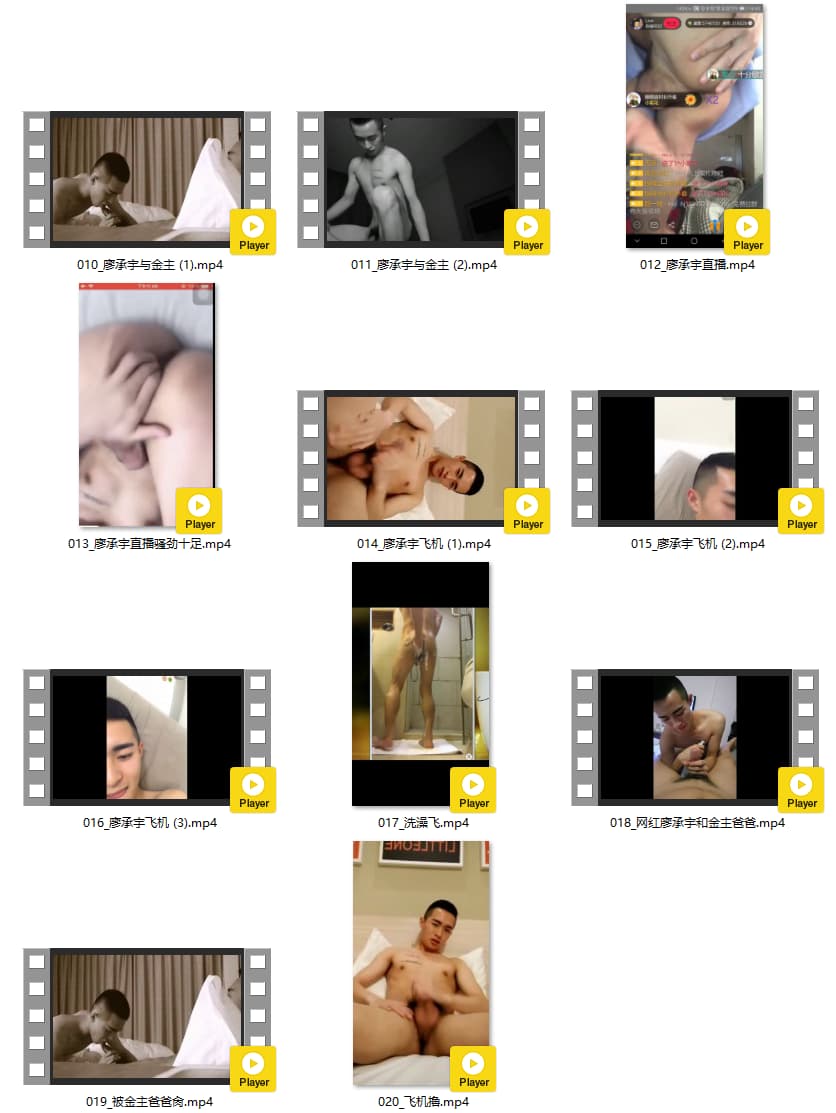 Player
010_廖承宇与金主 (1).mp4
Player
011_廖承宇与金主 (2).mp4
X2
Player
012_廖承宇直播.mp4
Player
013_廖承宇直播骚劲十足.mp4
Player
014_廖承宇飞机 (1).mp4
Player
015_廖承宇飞机 (2).mp4
Player
016_廖承宇飞机 (3).mp4
Player
017_洗澡飞.mp4
Player
018_网红廖承宇和金主爸爸.mp4
Player
019_被金主爸爸肏.mp4
Player
020_飞机撸.mp4